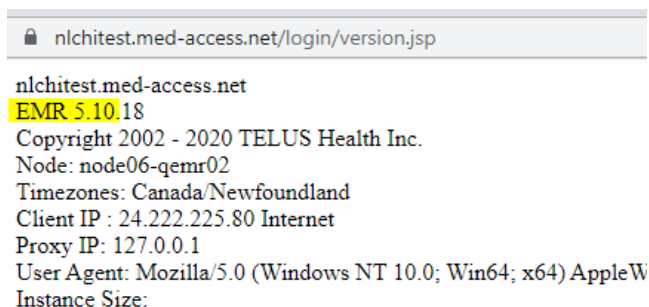 nlchitest.med-access.net/login/version.jsp
nlchitest.med-access.net
EMR 5.10.18
Copyright 2002 - 2020 TELUS Health Inc.
Node: node06-qemr02
Timezones: Canada/Newfoundland
Client IP : 24.222.225.80 Internet
Proxy IP: 127.0.0.1
User Agent: Mozilla/5.0 (Windows NT 10.0; Win64; x64) AppleW
Instance Size: